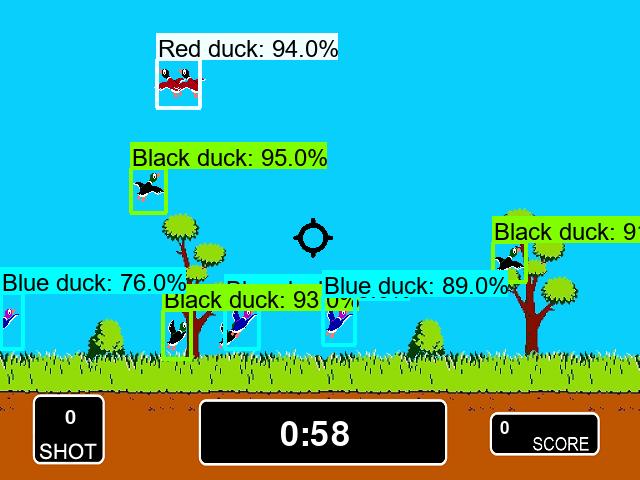 Red duck: 94.0%
Black duck: 95.0%
Black duck: 91
Blue duck: 76.0%
Blue duck: 89.0%
Black duck: 93.0%
0:58
0
SHOT
0
SCORE